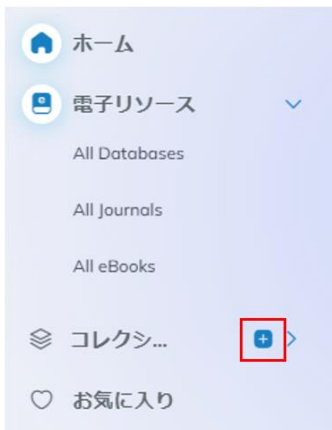 ホーム
電子リソース
All Databases
All Journals
All eBooks
コレクシ...
お気に入り